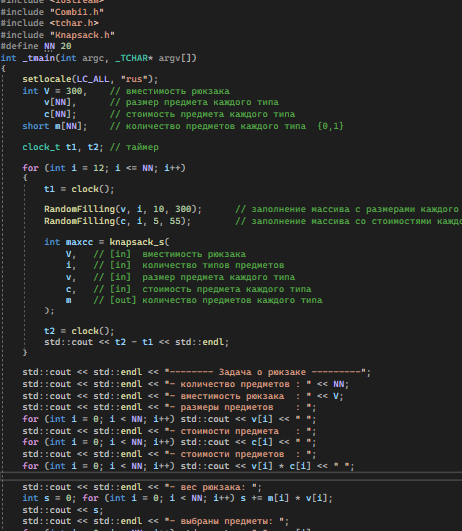 #include <iostream>
#include "Combi1.h"
#include <tchar.h>
#include "Knapsack.h"
#define NN 20
int _tmain(int argc, _TCHAR* argv[])
{
setlocale(LC_ALL, "rus");
int V = 300,    // вместимость рюкзака
v[NN],      // размер предмета каждого типа
c[NN];      // стоимость предмета каждого типа
short m[NN];    // количество предметов каждого типа  {0,1}
clock_t t1, t2; // таймер
for (int i = 12; i <= NN; i++)
{
t1 = clock();
RandomFilling(v, i, 10, 300);      // заполнение массива с размерами каждого
RandomFilling(c, i, 5, 55);      // заполнение массива со стоимостями
int maxcc = knapsack_s(
V,   // [in]  вместимость рюкзака
i,   // [in]  количество типов предметов
v,   // [in]  размер предмета каждого типа
c,   // [in]  стоимость предмета каждого типа
m    // [out] количество предметов каждого типа
);
t2 = clock();
std::cout << t2 - t1 << std::endl;
}
std::cout << std::endl << "-------- Задача о рюкзаке ---------";
std::cout << std::endl << "- количество предметов : " << NN;
std::cout << std::endl << "- вместимость рюкзака  : " << V;
std::cout << std::endl << "- размеры предметов    : ";
for (int i = 0; i < NN; i++) std::cout << v[i] << " ";
std::cout << std::endl << "- стоимости предмета   : ";
for (int i = 0; i < NN; i++) std::cout << c[i] << " ";
std::cout << std::endl << "- стоимости предметов  : ";
for (int i = 0; i < NN; i++) std::cout << v[i] * c[i] << " ";
std::cout << std::endl << "- вес рюкзака: ";
int s = 0; for (int i = 0; i < NN; i++) s += m[i] * v[i];
std::cout << s;
std::cout << std::endl << "- выбраны предметы: ";